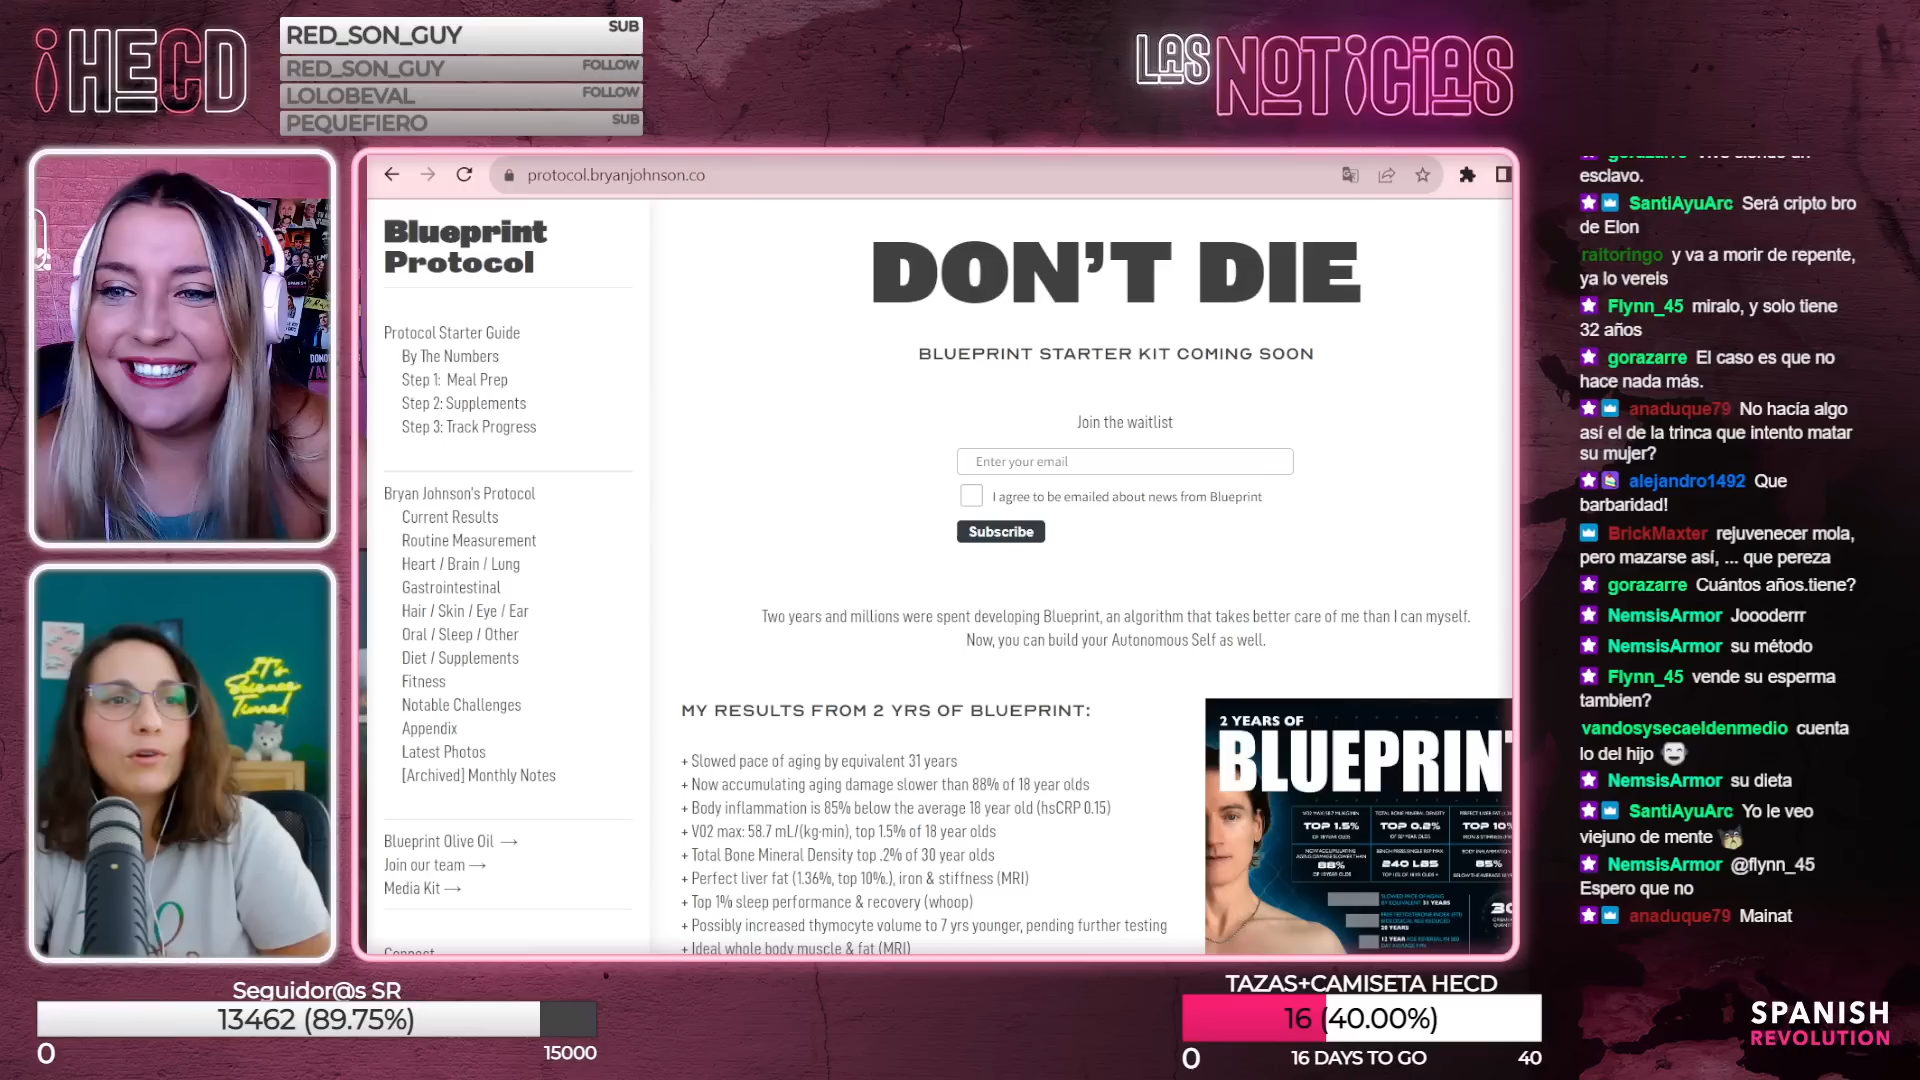 ¡HECD
RED_SON_GUY SUB
RED_SON_GUY FOLLOW
LOLOBEVAL FOLLOW
PEQUEFIERO SUB
LAS NOTICIAS
protocol.bryanjohnson.co
Blueprint
Protocol
Protocol Starter Guide
By The Numbers
Step 1: Meal Prep
Step 2: Supplements
Step 3: Track Progress
Bryan Johnson's Protocol
Current Results
Routine Measurement
Heart / Brain / Lung
Gastrointestinal
Hair / Skin / Eye / Ear
Oral / Sleep / Other
Diet / Supplements
Fitness
Notable Challenges
Appendix
Latest Photos
[Archived] Monthly Notes
Blueprint Olive Oil →
Join our team →
Media Kit →
Connect
DON'T DIE
BLUEPRINT STARTER KIT COMING SOON
Join the waitlist
Enter your email
I agree to be emailed about news from Blueprint
Subscribe
Two years and millions were spent developing Blueprint, an algorithm that takes better care of me than I can myself.
Now, you can build your Autonomous Self as well.
MY RESULTS FROM 2 YRS OF BLUEPRINT:
+ Slowed pace of aging by equivalent 31 years
+ Now accumulating aging damage slower than 88% of 18 year olds
+ Body inflammation is 85% below the average 18 year old (hsCRP 0.15)
+ V02 max: 58.7 mL/(kg·min), top 1.5% of 18 year olds
+ Total Bone Mineral Density top .2% of 30 year olds
+ Perfect liver fat (1.36%, top 10%.), iron & stiffness (MRI)
+ Top 1% sleep performance & recovery (whoop)
+ Possibly increased thymocyte volume to 7 yrs younger, pending further testing
+ Ideal whole body muscle & fat (MRI)
2 YEARS OF
BLUEPRINT
TOP 1.5% TOP 0.2% TOP 10%
88% 240 LBS 85%
It's
Science
Time!
gorazarre Vive siendo un
esclavo.
SantiAyuArc Será cripto bro
de Elon
raitoringo y va a morir de repente,
ya lo vereis
Flynn_45 miralo, y solo tiene
32 años
gorazarre El caso es que no
hace nada más.
anaduque79 No hacía algo
así el de la trinca que intento matar
su mujer?
alejandro1492 Que
barbaridad!
BrickMaxter rejuvenecer mola,
pero mazarse así, ... que pereza
gorazarre Cuántos años.tiene?
NemsisArmor Joooderrr
NemsisArmor su método
Flynn_45 vende su esperma
tambien?
vandosysecaeldenmedio cuenta
lo del hijo
NemsisArmor su dieta
SantiAyuArc Yo le veo
viejuno de mente
NemsisArmor @flynn_45
Espero que no
anaduque79 Mainat
Seguidor@s SR
13462 (89.75%)
0 15000
TAZAS+CAMISETA HECD
16 (40.00%)
0 16 DAYS TO GO 40
SPANISH
REVOLUTION